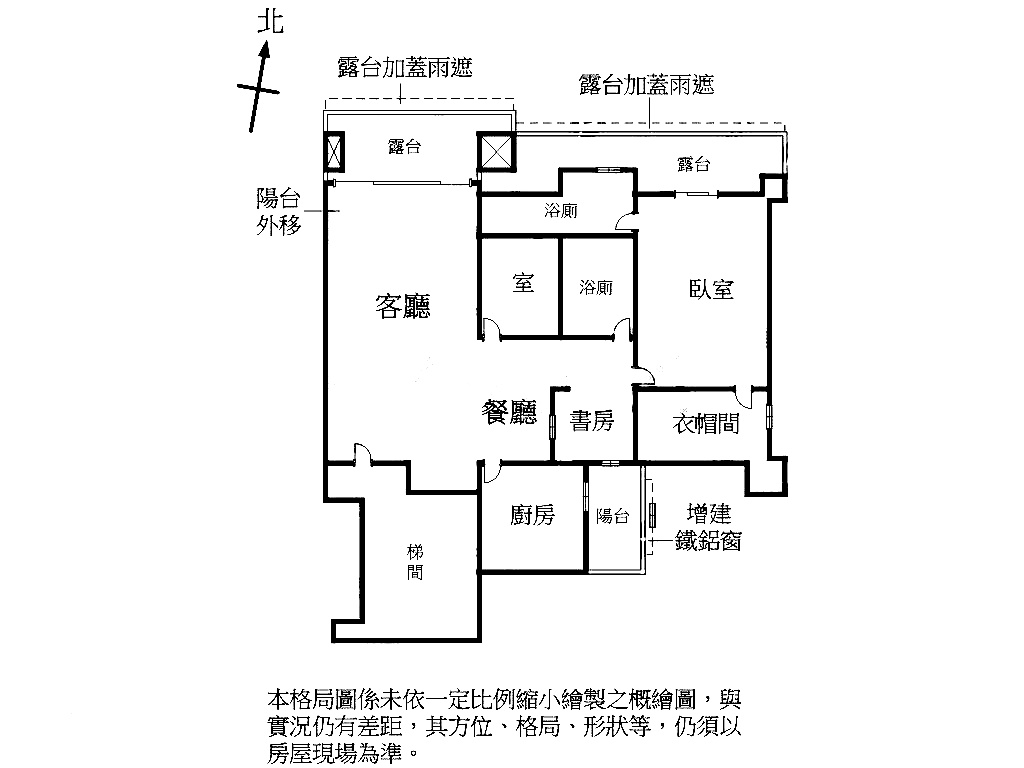 北
露台加蓋雨遮
露台加蓋雨遮
露台
露台
陽台
外移
浴廁
室
浴廁
臥室
客廳
餐廳
書房
衣帽間
廚房
陽台
增建
鐵鋁窗
梯
間
本格局圖係未依一定比例縮小繪製之概繪圖，與
實況仍有差距，其方位、格局、形狀等，仍須以
房屋現場為準。